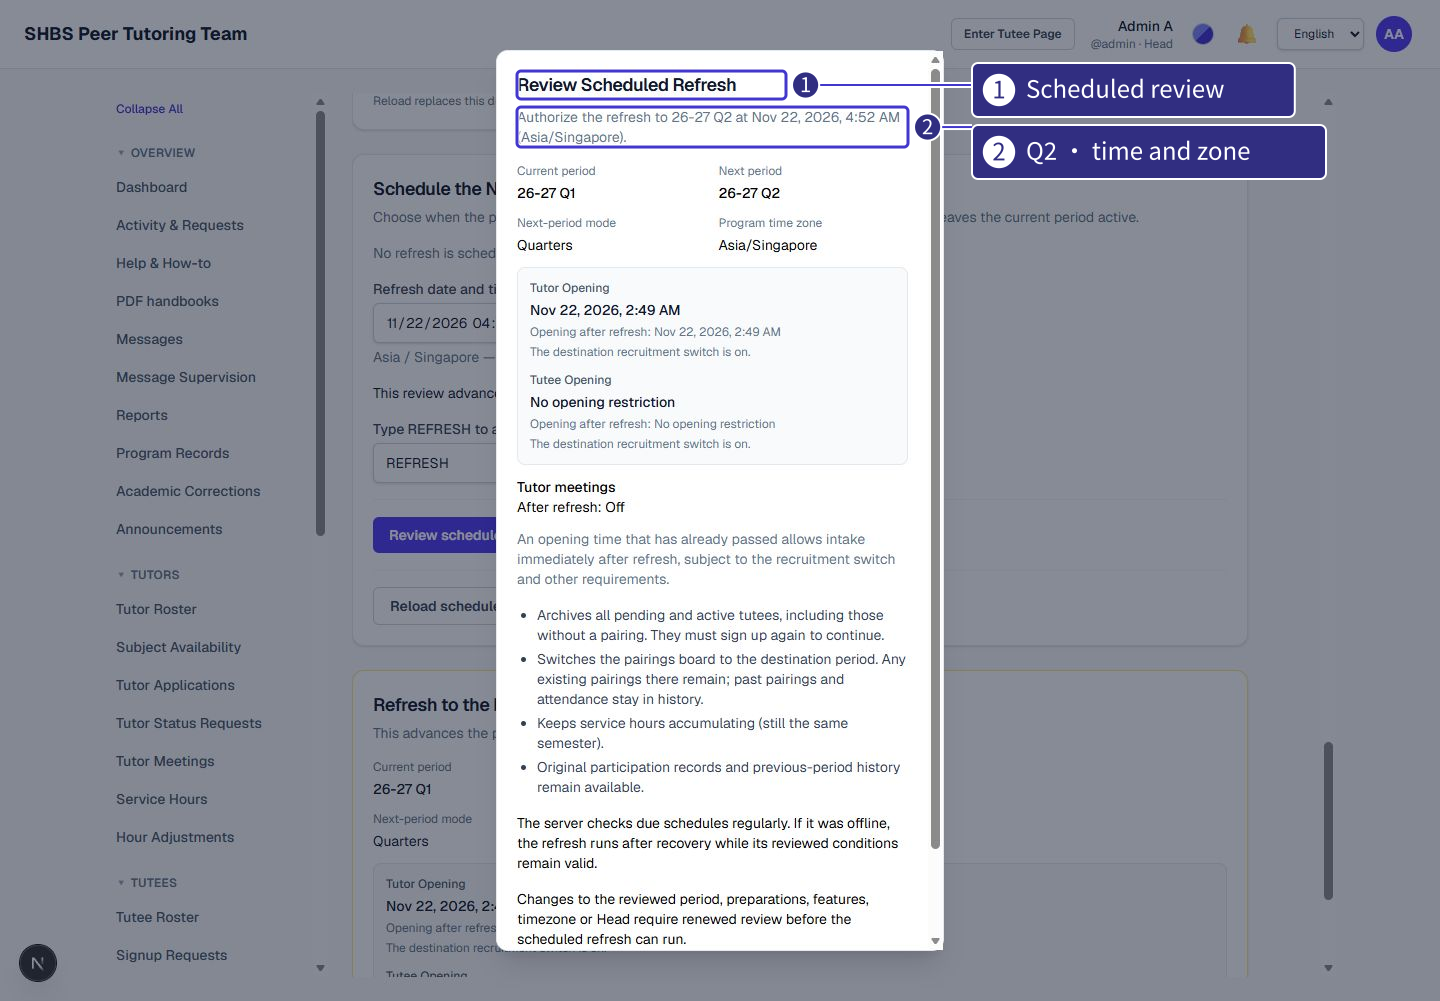 SHBS Peer Tutoring Team
Enter Tutee Page
Admin A
@admin · Head
English
AA
Collapse All
OVERVIEW
Dashboard
Activity & Requests
Help & How-to
PDF handbooks
Messages
Message Supervision
Reports
Program Records
Academic Corrections
Announcements
TUTORS
Tutor Roster
Subject Availability
Tutor Applications
Tutor Status Requests
Tutor Meetings
Service Hours
Hour Adjustments
TUTEES
Tutee Roster
Signup Requests
N
Reload replaces this d
Schedule the N
Choose when the p
eaves the current period active.
No refresh is sched
Refresh date and ti
11/22/2026 04:
Asia / Singapore —
This review advanc
Type REFRESH to a
REFRESH
Review schedul
Reload schedule
Refresh to the
This advances the p
Current period
26-27 Q1
Next-period mode
Quarters
Tutor Opening
Nov 22, 2026, 2:4
Opening after refres
The destination recru
Tutee Opening
Review Scheduled Refresh
1
Authorize the refresh to 26-27 Q2 at Nov 22, 2026, 4:52 AM
(Asia/Singapore).
2
1 Scheduled review
2 Q2 · time and zone
Current period
Next period
26-27 Q1
26-27 Q2
Next-period mode
Program time zone
Quarters
Asia/Singapore
Tutor Opening
Nov 22, 2026, 2:49 AM
Opening after refresh: Nov 22, 2026, 2:49 AM
The destination recruitment switch is on.
Tutee Opening
No opening restriction
Opening after refresh: No opening restriction
The destination recruitment switch is on.
Tutor meetings
After refresh: Off
An opening time that has already passed allows intake
immediately after refresh, subject to the recruitment switch
and other requirements.
• Archives all pending and active tutees, including those
without a pairing. They must sign up again to continue.
• Switches the pairings board to the destination period. Any
existing pairings there remain; past pairings and
attendance stay in history.
• Keeps service hours accumulating (still the same
semester).
• Original participation records and previous-period history
remain available.
The server checks due schedules regularly. If it was offline,
the refresh runs after recovery while its reviewed conditions
remain valid.
Changes to the reviewed period, preparations, features,
timezone or Head require renewed review before the
scheduled refresh can run.